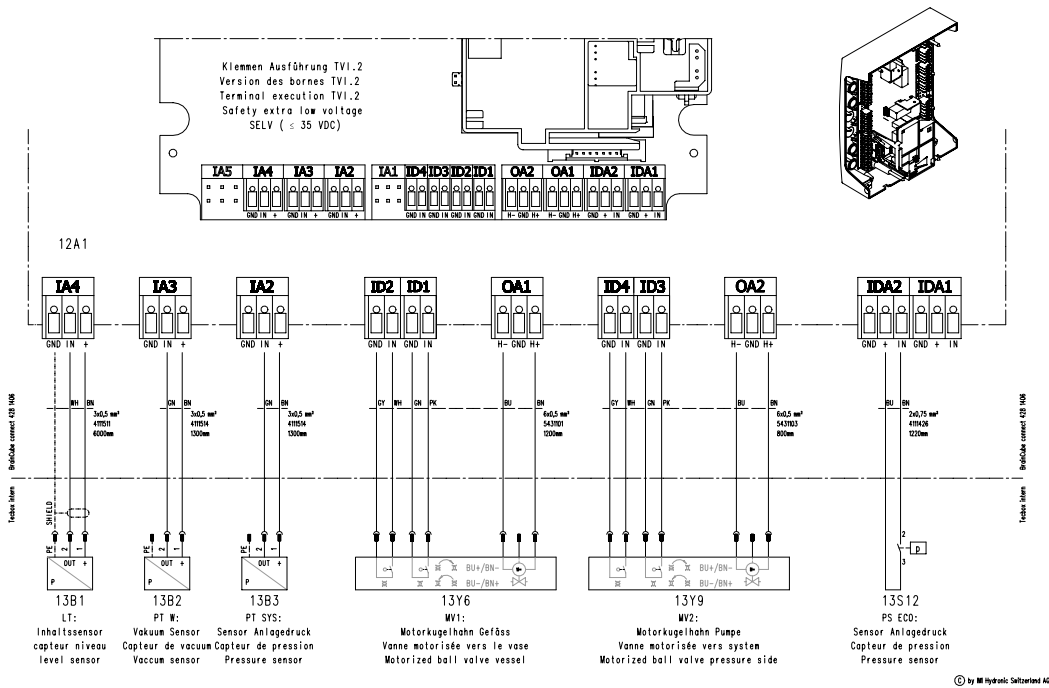 Klemmen Ausführung TV1.2
Version des bornes TV1.2
Terminal execution TV1.2
Safety extra low voltage
SELV ( ≤ 35 VDC)
IA5 IA4 IA3 IA2 IA1 ID4 ID3 ID2 ID1 OA2 OA1 IDA2 IDA1
GND IN + GND IN + GND IN + GND IN GND IN GND IN GND IN H- GND H+ H- GND H+ GND + IN GND + IN
12A1
IA4 IA3 IA2 ID2 ID1 OA1 ID4 ID3 OA2 IDA2 IDA1
GND IN + GND IN + GND IN + GND IN GND IN H- GND H+ GND IN GND IN H- GND H+ GND + IN GND + IN
WH BN GN BN GN BN GY WH GN PK BU BN GY WH GN PK BU BN BU BN
3x0,5 mm² 3x0,5 mm² 3x0,5 mm² 6x0,5 mm² 6x0,5 mm² 2x0,75 mm²
4111511 4111514 4111514 5431101 5431103 4111426
6000mm 1300mm 1300mm 1200mm 800mm 1220mm
BrainCube connect 428 1406
BrainCube connect 428 1406
Tecbox intern
Tecbox intern
SHIELD
PE 2 1 PE 2 1 PE 2 1
OUT + OUT + OUT +
P P P
BU+/BN- BU+/BN-
BU-/BN+ BU-/BN+
M M
2
P
3
13B1 13B2 13B3 13Y6 13Y9 13S12
LT: PT W: PT SYS: MV1: MV2: PS ECO:
Inhaltssensor Vakuum Sensor Sensor Anlagedruck Motorkugelhahn Gefäss Motorkugelhahn Pumpe Sensor Anlagedruck
capteur niveau Capteur de vacuum Capteur de pression Vanne motorisée vers le vase Vanne motorisée vers system Capteur de pression
level sensor Vaccum sensor Pressure sensor Motorized ball valve vessel Motorized ball valve pressure side Pressure sensor
© by IMI Hydronic Switzerland AG